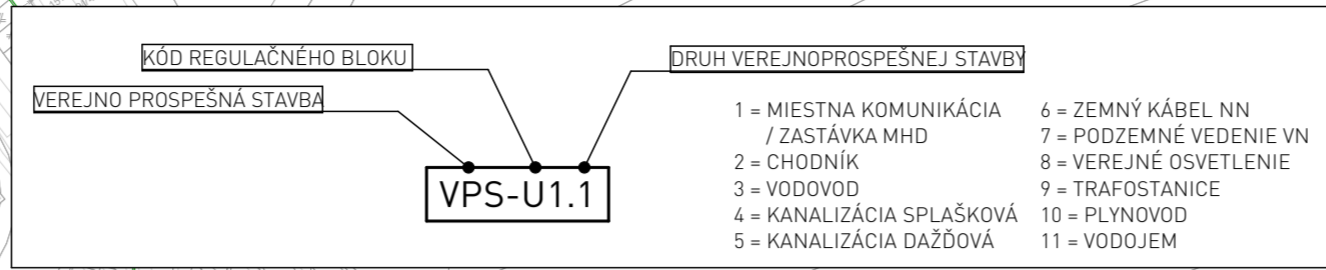 KÓD REGULAČNÉHO BLOKU
DRUH VEREJNOPROSPEŠNEJ STAVBY
VEREJNO PROSPEŠNÁ STAVBA
VPS-U1.1
1 = MIESTNA KOMUNIKÁCIA
/ ZASTÁVKA MHD
2 = CHODNÍK
3 = VODOVOD
4 = KANALIZÁCIA SPLAŠKOVÁ
5 = KANALIZÁCIA DAŽĎOVÁ
6 = ZEMNÝ KÁBEL NN
7 = PODZEMNÉ VEDENIE VN
8 = VEREJNÉ OSVETLENIE
9 = TRAFOSTANICE
10 = PLYNOVOD
11 = VODOJEM